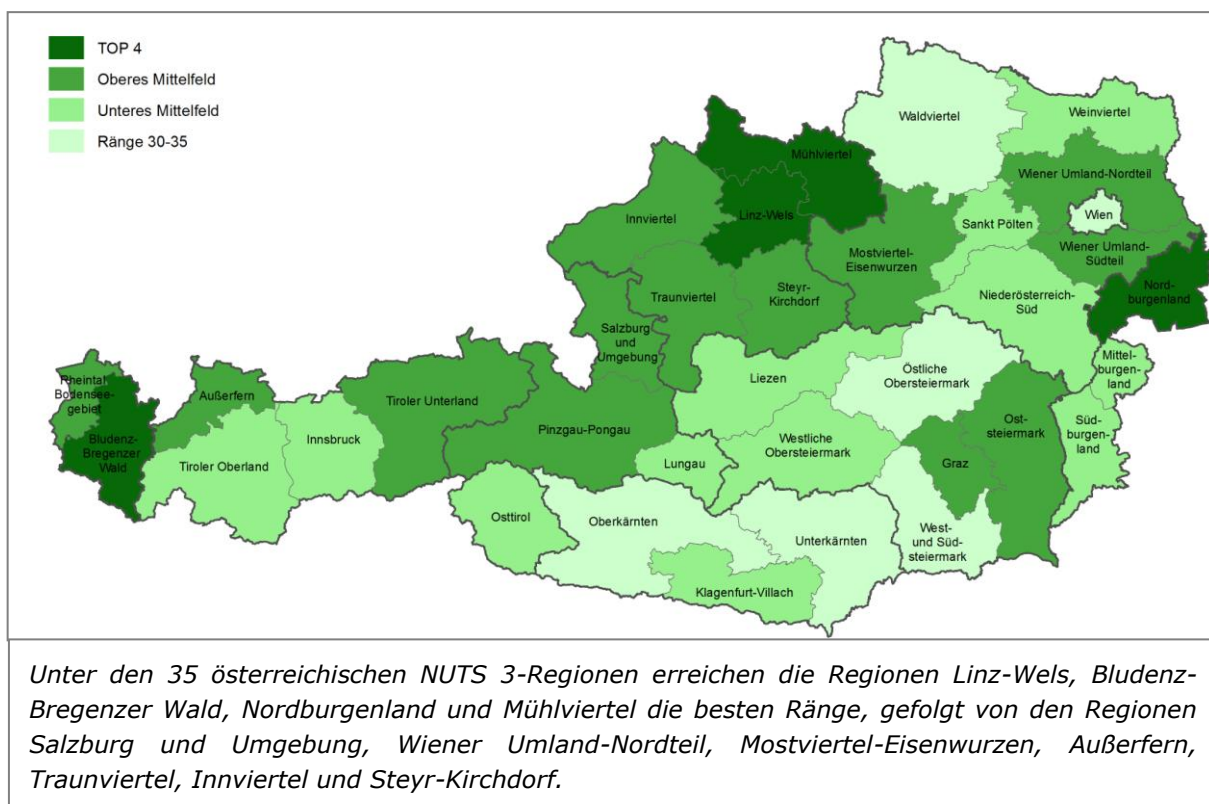 TOP 4
Oberes Mittelfeld
Unteres Mittelfeld
Ränge 30-35
Waldviertel
Weinviertel
Mühlviertel
Wiener Umland-Nordteil
Linz-Wels
Wien
Innviertel
Sankt Pölten
Mostviertel-
Eisenwurzen
Wiener Umland-
Südteil
Nord-
burgenland
Traunviertel
Steyr-
Kirchdorf
Niederösterreich-
Süd
Salzburg
und
Umgebung
Mittel-
burgen-
land
Liezen
Östliche
Obersteiermark
Rheintal
Bodensee-
gebiet
Außerfern
Tiroler Unterland
Ost-
steiermark
Süd-
burgen-
land
Bludenz-
Bregenzer
Wald
Innsbruck
Pinzgau-Pongau
Westliche
Obersteiermark
Tiroler Oberland
Lungau
Graz
Osttirol
Oberkärnten
Unterkärnten
West-
und Süd-
steiermark
Klagenfurt-Villach
Unter den 35 österreichischen NUTS 3-Regionen erreichen die Regionen Linz-Wels, Bludenz-
Bregenzer Wald, Nordburgenland und Mühlviertel die besten Ränge, gefolgt von den Regionen
Salzburg und Umgebung, Wiener Umland-Nordteil, Mostviertel-Eisenwurzen, Außerfern,
Traunviertel, Innviertel und Steyr-Kirchdorf.